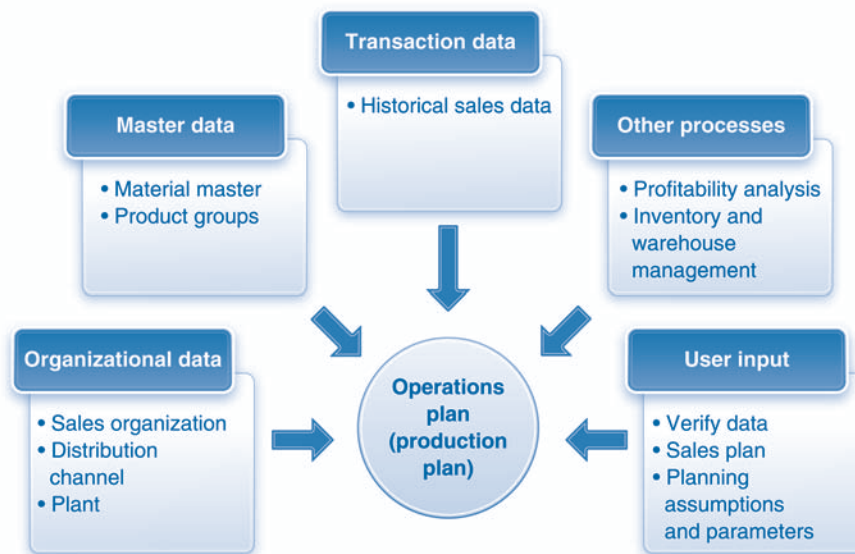 Transaction data
• Historical sales data
Master data
• Material master
• Product groups
Other processes
• Profitability analysis
• Inventory and
warehouse
management
Organizational data
• Sales organization
• Distribution
channel
• Plant
Operations
plan
(production
plan)
User input
• Verify data
• Sales plan
• Planning
assumptions
and parameters